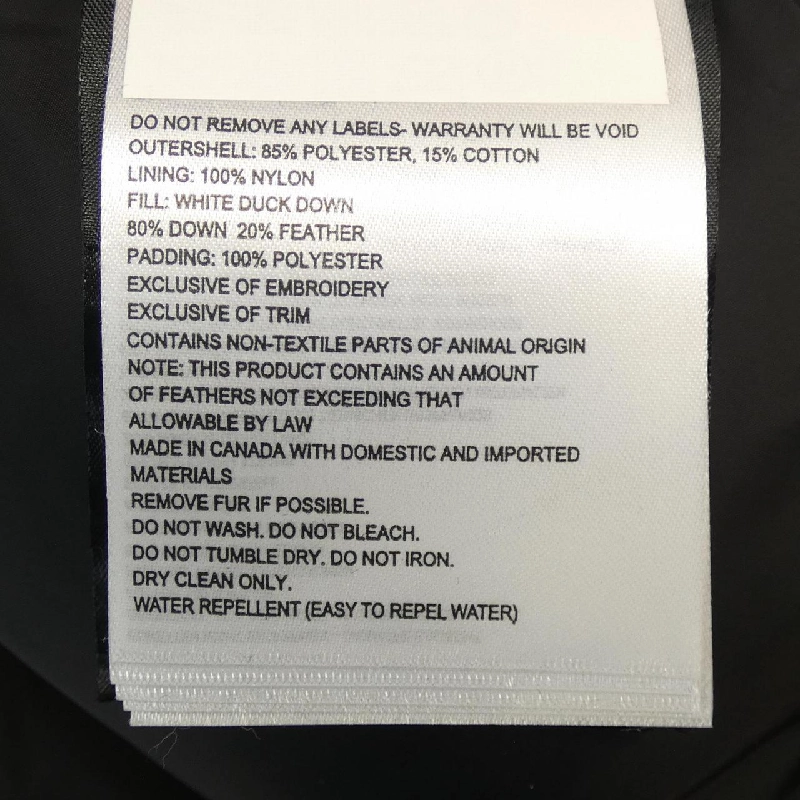 DO NOT REMOVE ANY LABELS- WARRANTY WILL BE VOID
OUTERSHELL: 85% POLYESTER, 15% COTTON
LINING: 100% NYLON
FILL: WHITE DUCK DOWN
80% DOWN 20% FEATHER
PADDING: 100% POLYESTER
EXCLUSIVE OF EMBROIDERY
EXCLUSIVE OF TRIM
CONTAINS NON-TEXTILE PARTS OF ANIMAL ORIGIN
NOTE: THIS PRODUCT CONTAINS AN AMOUNT
OF FEATHERS NOT EXCEEDING THAT
ALLOWABLE BY LAW
MADE IN CANADA WITH DOMESTIC AND IMPORTED
MATERIALS
REMOVE FUR IF POSSIBLE.
DO NOT WASH. DO NOT BLEACH.
DO NOT TUMBLE DRY. DO NOT IRON.
DRY CLEAN ONLY.
WATER REPELLENT (EASY TO REPEL WATER)